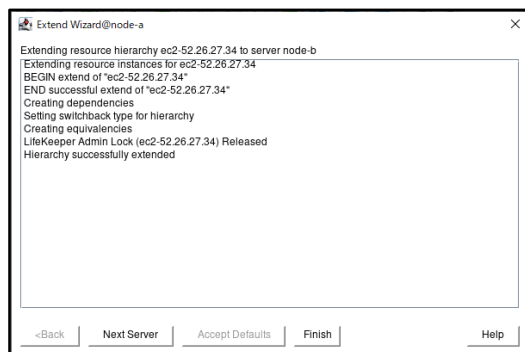 Extend Wizard@node-a
Extending resource hierarchy ec2-52.26.27.34 to server node-b
Extending resource instances for ec2-52.26.27.34
BEGIN extend of "ec2-52.26.27.34"
END successful extend of "ec2-52.26.27.34"
Creating dependencies
Setting switchback type for hierarchy
Creating equivalencies
LifeKeeper Admin Lock (ec2-52.26.27.34) Released
Hierarchy successfully extended
<Back Next Server Accept Defaults Finish Help